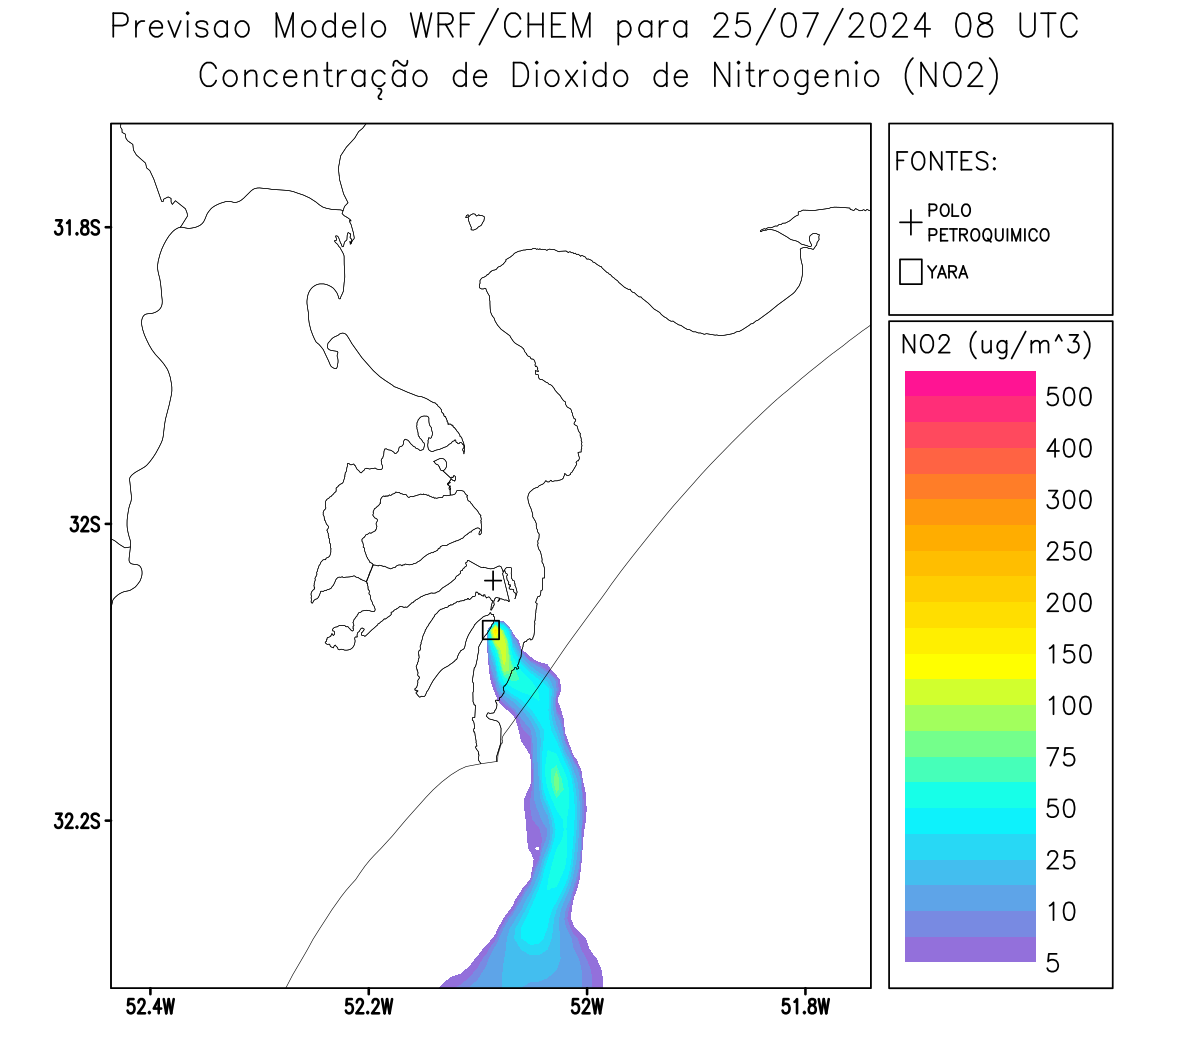 Previsao Modelo WRF/CHEM para 25/07/2024 08 UTC
Concentração de Dioxido de Nitrogenio (NO2)
FONTES:
POLO
PETROQUIMICO
YARA
NO2 (ug/m^3)
500
400
300
250
200
150
100
75
50
25
10
5
31.8S
32S
32.2S
52.4W
52.2W
52W
51.8W